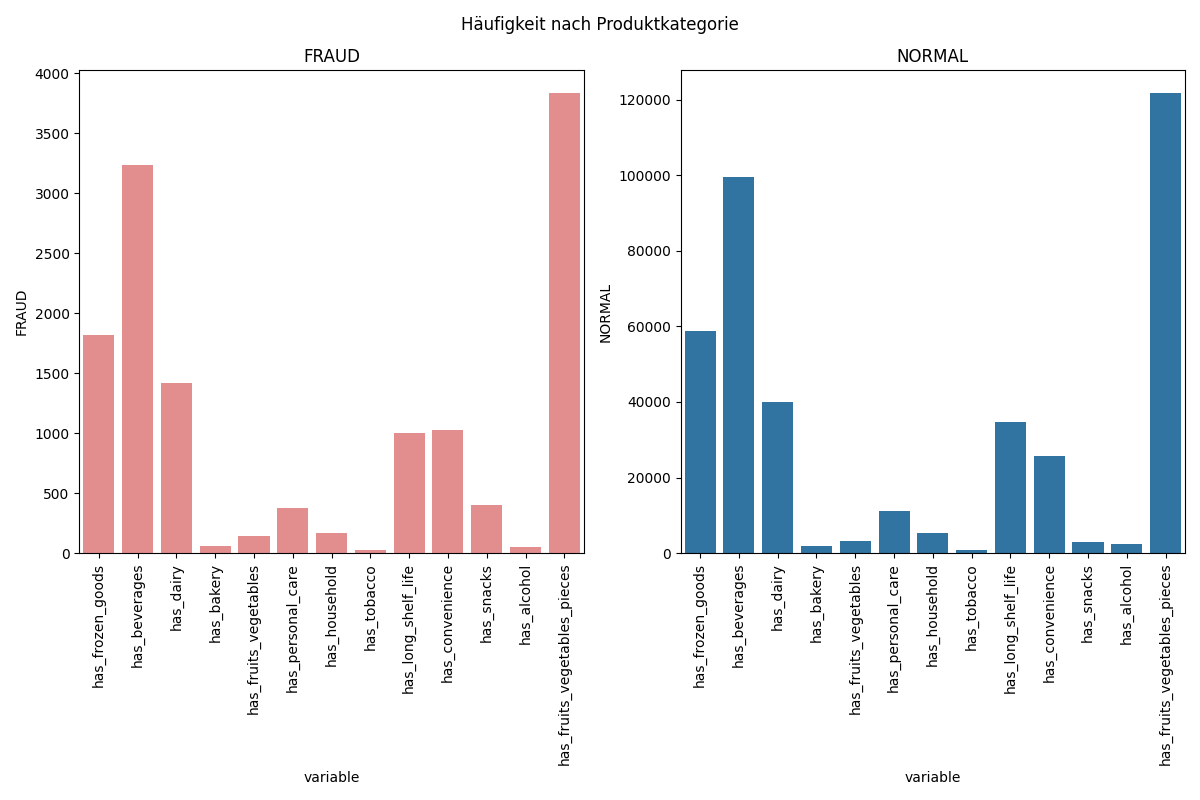 Häufigkeit nach Produktkategorie
FRAUD
FRAUD
4000
3500
3000
2500
2000
1500
1000
500
0
has_frozen_goods
has_beverages
has_dairy
has_bakery
has_fruits_vegetables
has_personal_care
has_household
has_tobacco
has_long_shelf_life
has_convenience
has_snacks
has_alcohol
has_fruits_vegetables_pieces
variable
NORMAL
NORMAL
120000
100000
80000
60000
40000
20000
0
has_frozen_goods
has_beverages
has_dairy
has_bakery
has_fruits_vegetables
has_personal_care
has_household
has_tobacco
has_long_shelf_life
has_convenience
has_snacks
has_alcohol
has_fruits_vegetables_pieces
variable